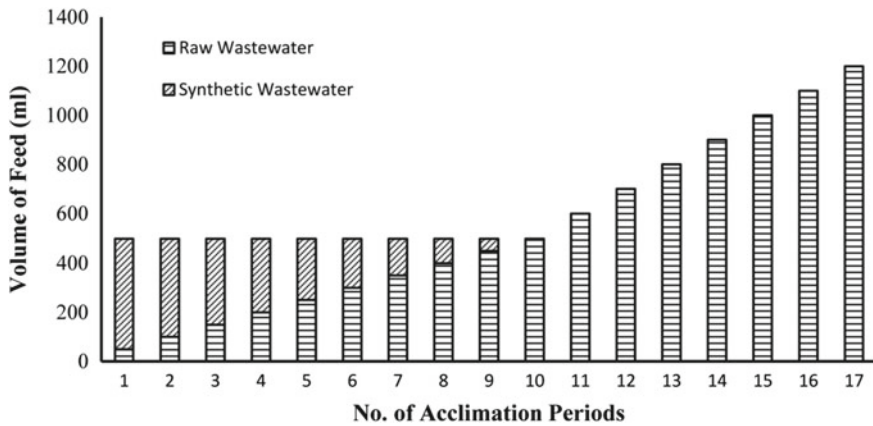 Volume of Feed (ml)
1400
1200
1000
800
600
400
200
0
Raw Wastewater
Synthetic Wastewater
1 2 3 4 5 6 7 8 9 10 11 12 13 14 15 16 17
No. of Acclimation Periods